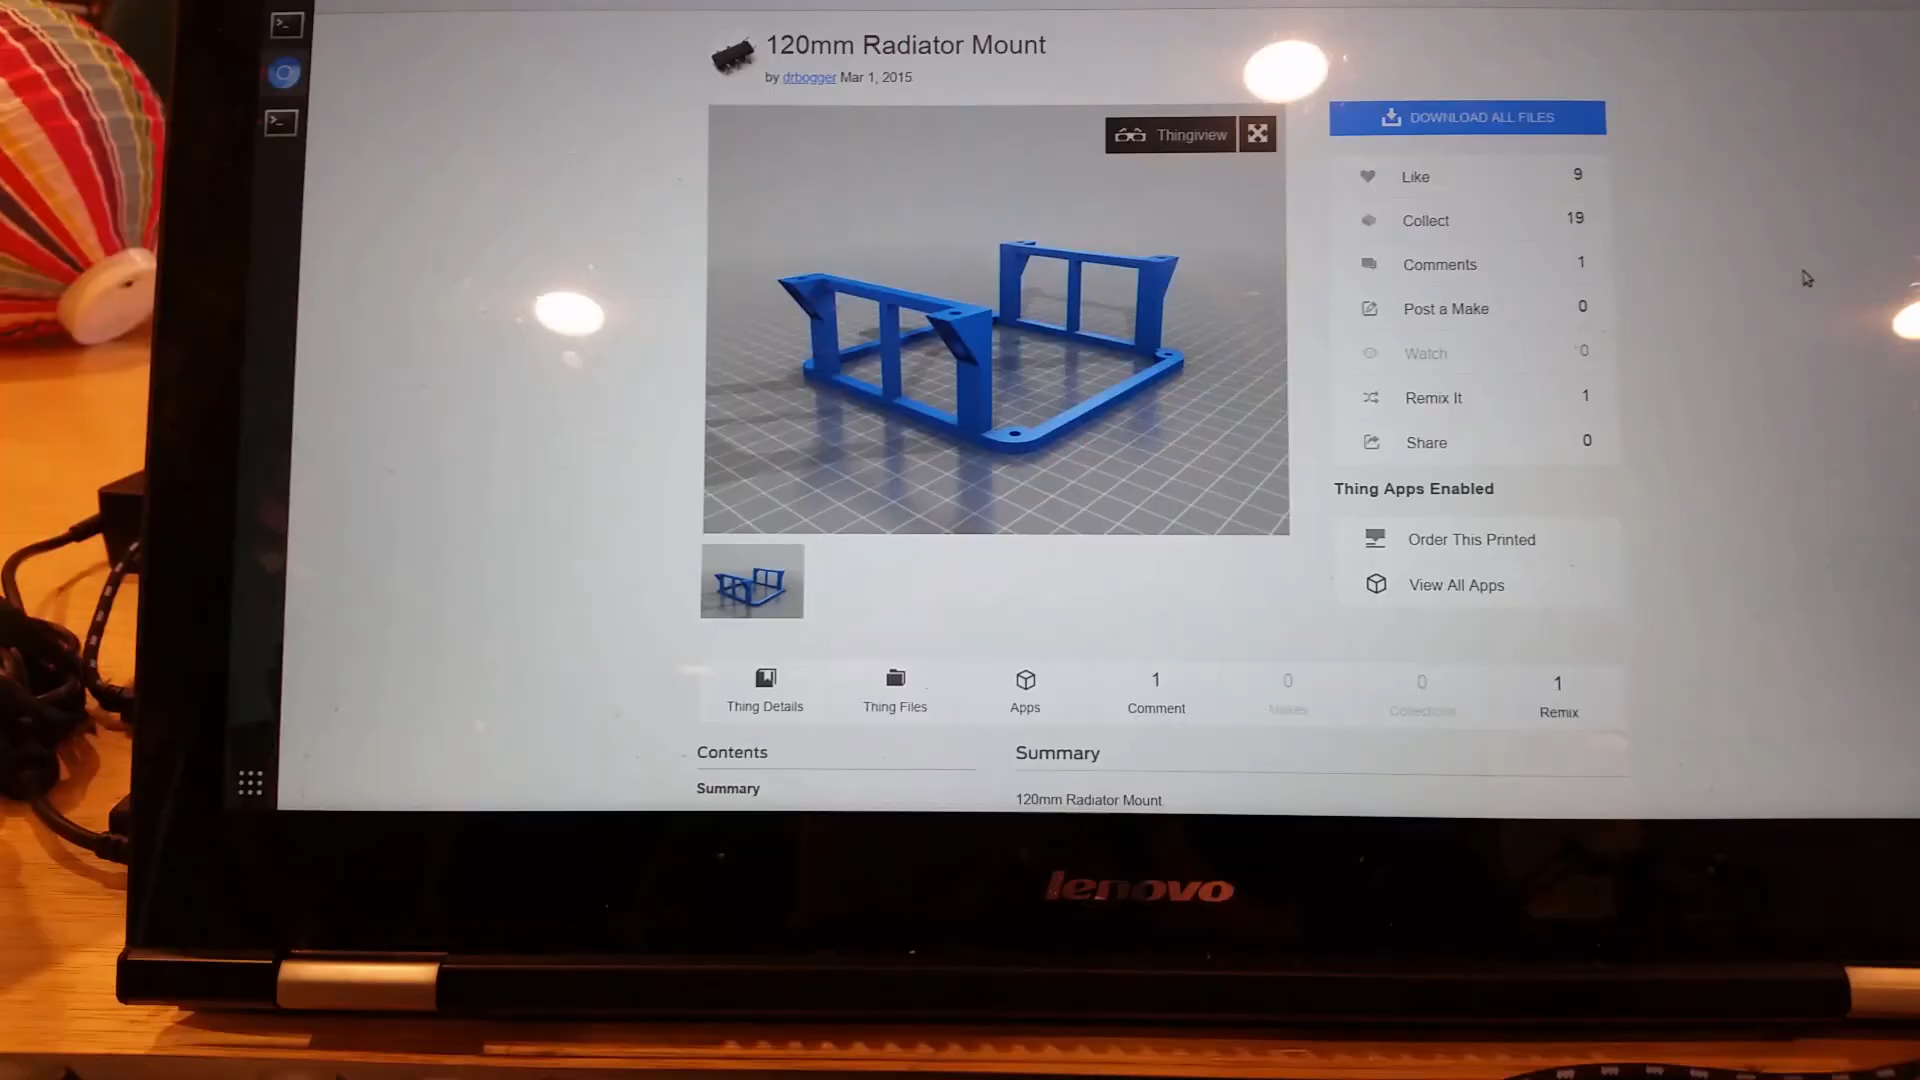 120mm Radiator Mount
by drbogger Mar 1, 2015
Thingiview
DOWNLOAD ALL FILES
Like 9
Collect 19
Comments 1
Post a Make 0
Watch 0
Remix It 1
Share 0
Thing Apps Enabled
Order This Printed
View All Apps
Thing Details
Thing Files
Apps
1
Comment
0
Makes
0
Collections
1
Remix
Contents
Summary
Summary
120mm Radiator Mount
lenovo